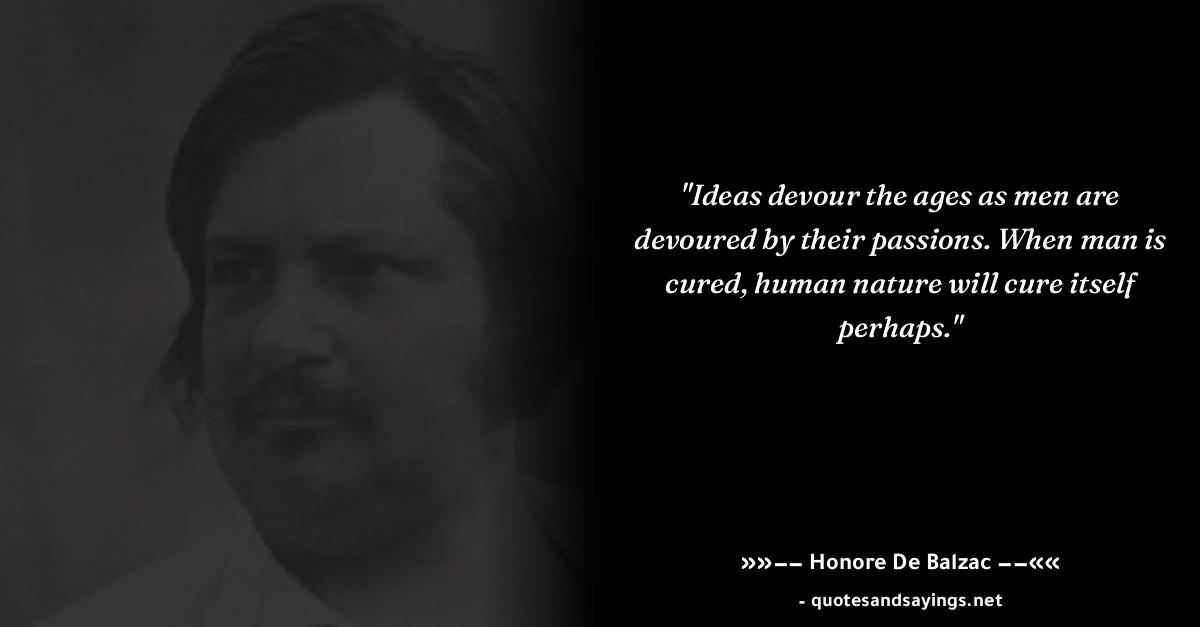 "Ideas devour the ages as men are
devoured by their passions. When man is
cured, human nature will cure itself
perhaps."
»»–– Honore De Balzac ––««
- quotesandsayings.net